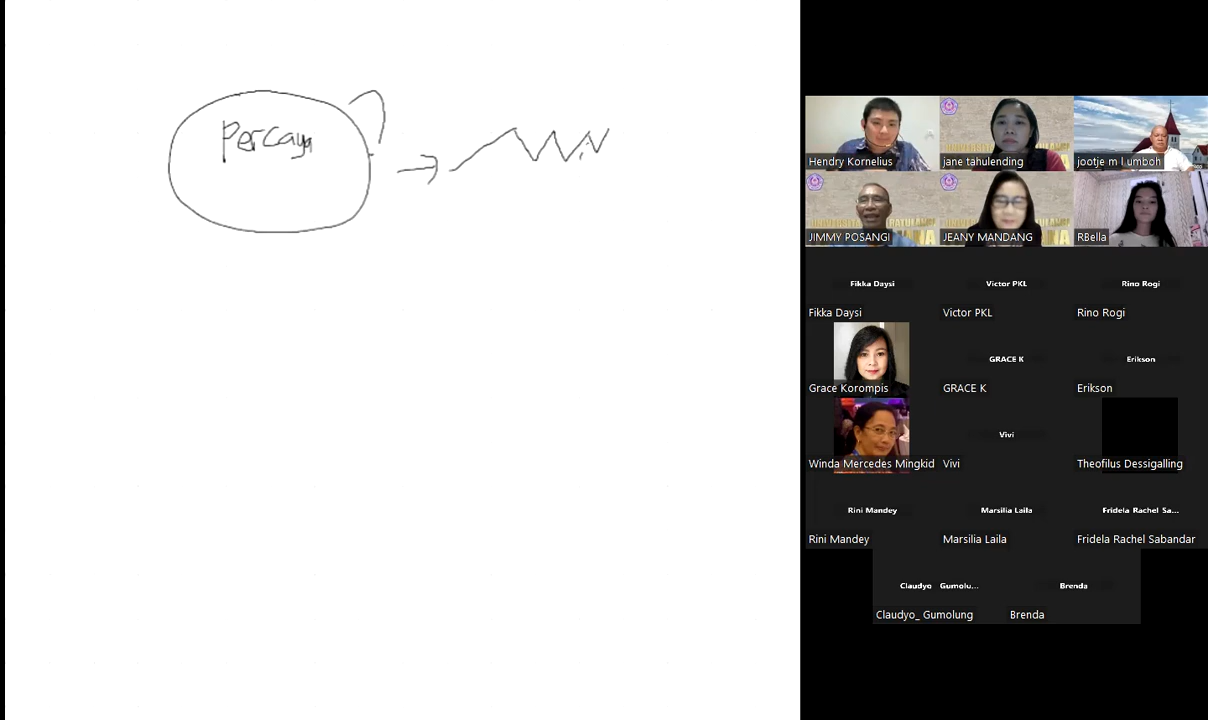 Percaya
Hendry Kornelius
jane tahulending
jootje m l umboh
JIMMY POSANGI
JEANY MANDANG
RBella
Fikka Daysi
Victor PKL
Rino Rogi
Fikka Daysi
Victor PKL
Rino Rogi
GRACE K
Erikson
Grace Korompis
GRACE K
Erikson
Vivi
Winda Mercedes Mingkid
Vivi
Theofilus Dessigalling
Rini Mandey
Marsilia Laila
Fridela Rachel Sa...
Rini Mandey
Marsilia Laila
Fridela Rachel Sabandar
Claudyo Gumolu...
Brenda
Claudyo_ Gumolung
Brenda